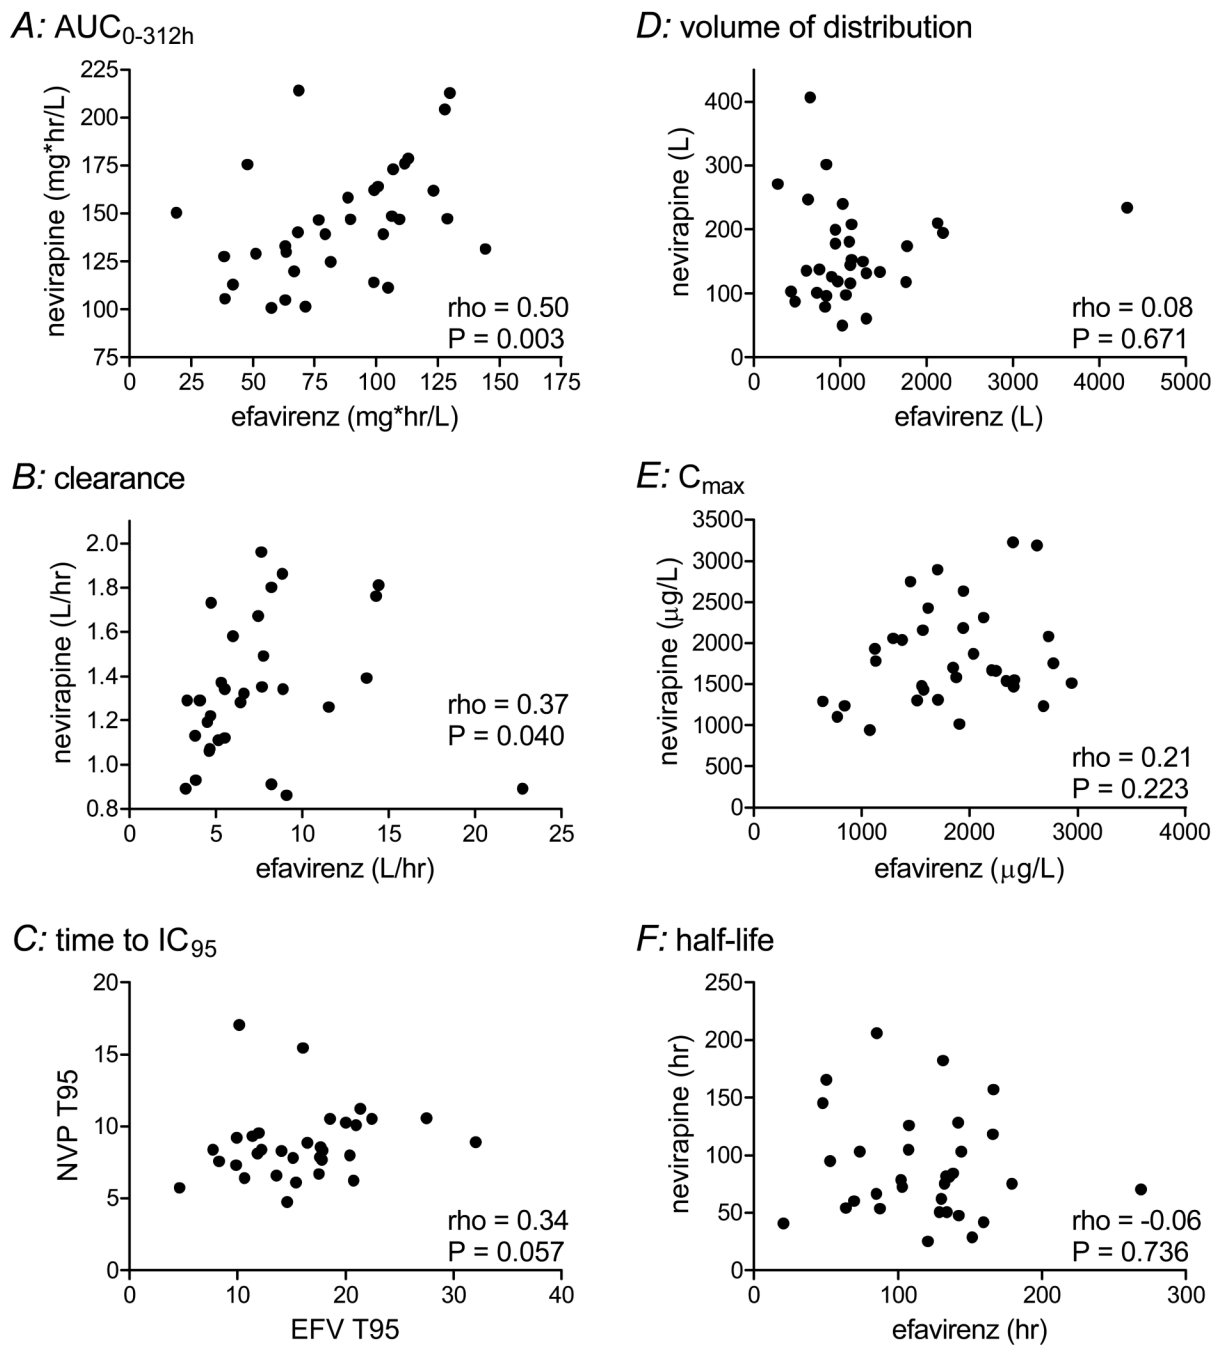 A: AUC0-312h
225
200
175
150
125
100
75
nevirapine (mg*hr/L)
rho = 0.50
P = 0.003
0 25 50 75 100 125 150 175
efavirenz (mg*hr/L)
D: volume of distribution
400
300
200
100
0
nevirapine (L)
rho = 0.08
P = 0.671
0 1000 2000 3000 4000 5000
efavirenz (L)
B: clearance
2.0
1.8
1.6
1.4
1.2
1.0
0.8
nevirapine (L/hr)
rho = 0.37
P = 0.040
0 5 10 15 20 25
efavirenz (L/hr)
E: Cmax
3500
3000
2500
2000
1500
1000
500
0
nevirapine (μg/L)
rho = 0.21
P = 0.223
0 1000 2000 3000 4000
efavirenz (μg/L)
C: time to IC95
20
15
10
5
0
NVP T95
rho = 0.34
P = 0.057
0 10 20 30 40
EFV T95
F: half-life
250
200
150
100
50
0
nevirapine (hr)
rho = -0.06
P = 0.736
0 100 200 300
efavirenz (hr)